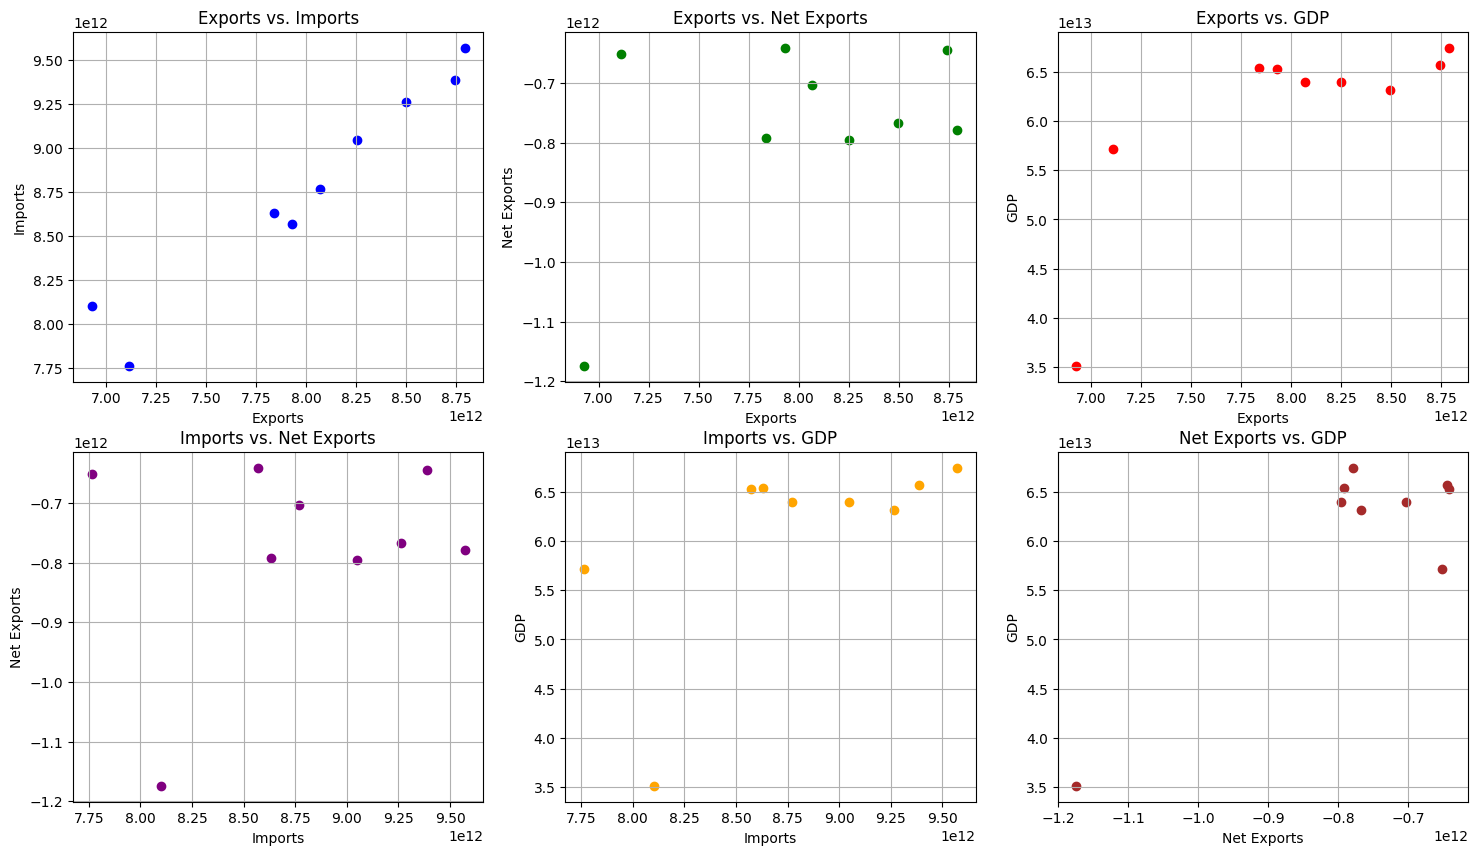 Exports vs. Imports
1e12
9.50
9.25
9.00
8.75
8.50
8.25
8.00
7.75
Imports
7.00 7.25 7.50 7.75 8.00 8.25 8.50 8.75
Exports
1e12
Exports vs. Net Exports
1e12
−0.7
−0.8
−0.9
−1.0
−1.1
−1.2
Net Exports
7.00 7.25 7.50 7.75 8.00 8.25 8.50 8.75
Exports
1e12
Exports vs. GDP
1e13
6.5
6.0
5.5
5.0
4.5
4.0
3.5
GDP
7.00 7.25 7.50 7.75 8.00 8.25 8.50 8.75
Exports
1e12
Imports vs. Net Exports
1e12
−0.7
−0.8
−0.9
−1.0
−1.1
−1.2
Net Exports
7.75 8.00 8.25 8.50 8.75 9.00 9.25 9.50
Imports
1e12
Imports vs. GDP
1e13
6.5
6.0
5.5
5.0
4.5
4.0
3.5
GDP
7.75 8.00 8.25 8.50 8.75 9.00 9.25 9.50
Imports
1e12
Net Exports vs. GDP
1e13
6.5
6.0
5.5
5.0
4.5
4.0
3.5
GDP
−1.2 −1.1 −1.0 −0.9 −0.8 −0.7
Net Exports
1e12